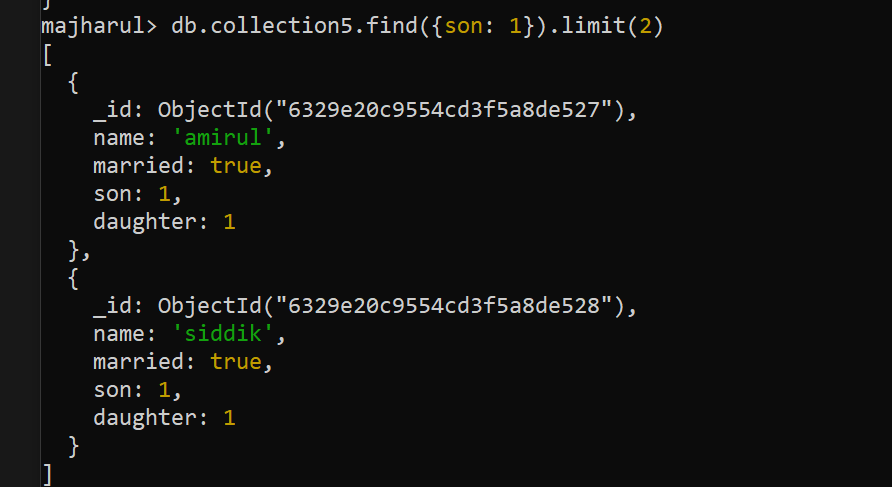 }
majharul> db.collection5.find({son: 1}).limit(2)
[
  {
    _id: ObjectId("6329e20c9554cd3f5a8de527"),
    name: 'amirul',
    married: true,
    son: 1,
    daughter: 1
  },
  {
    _id: ObjectId("6329e20c9554cd3f5a8de528"),
    name: 'siddik',
    married: true,
    son: 1,
    daughter: 1
  }
]